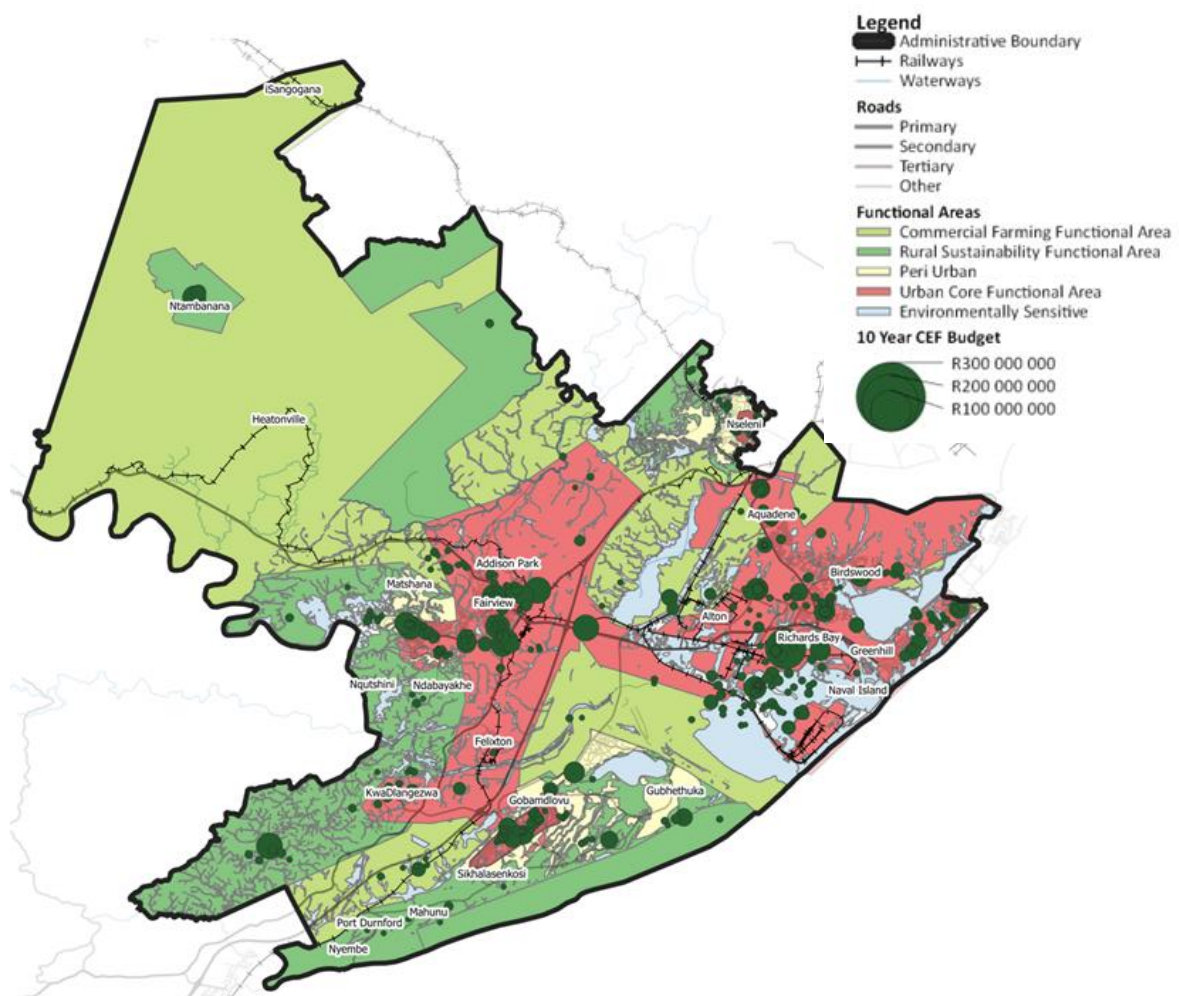 Legend
Administrative Boundary
Railways
Waterways
Roads
Primary
Secondary
Tertiary
Other
Functional Areas
Commercial Farming Functional Area
Rural Sustainability Functional Area
Peri Urban
Urban Core Functional Area
Environmentally Sensitive
10 Year CEF Budget
R300 000 000
R200 000 000
R100 000 000
iSangogana
Ntambanana
Heatonville
Nseleni
Aquadene
Addison Park
Birdswood
Matshana
Fairview
Alton
Richards Bay
Greenhill
Nqutshini
Ndabayakhe
Naval Island
Felixton
KwaDlangezwa
Gobamdlovu
Gubhethuka
Sikhalasenkosi
Mahunu
Port Durnford
Nyembe